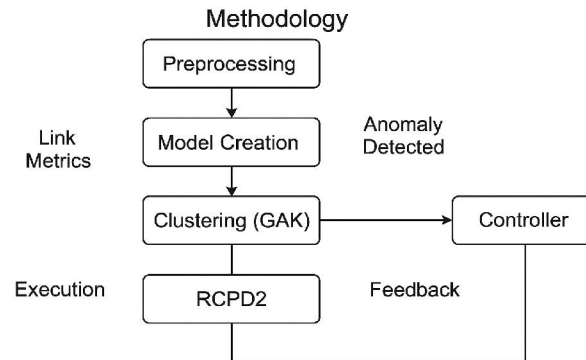 Methodology
Preprocessing
Link
Metrics
Model Creation
Anomaly
Detected
Clustering (GAK)
Controller
Execution
RCPD2
Feedback